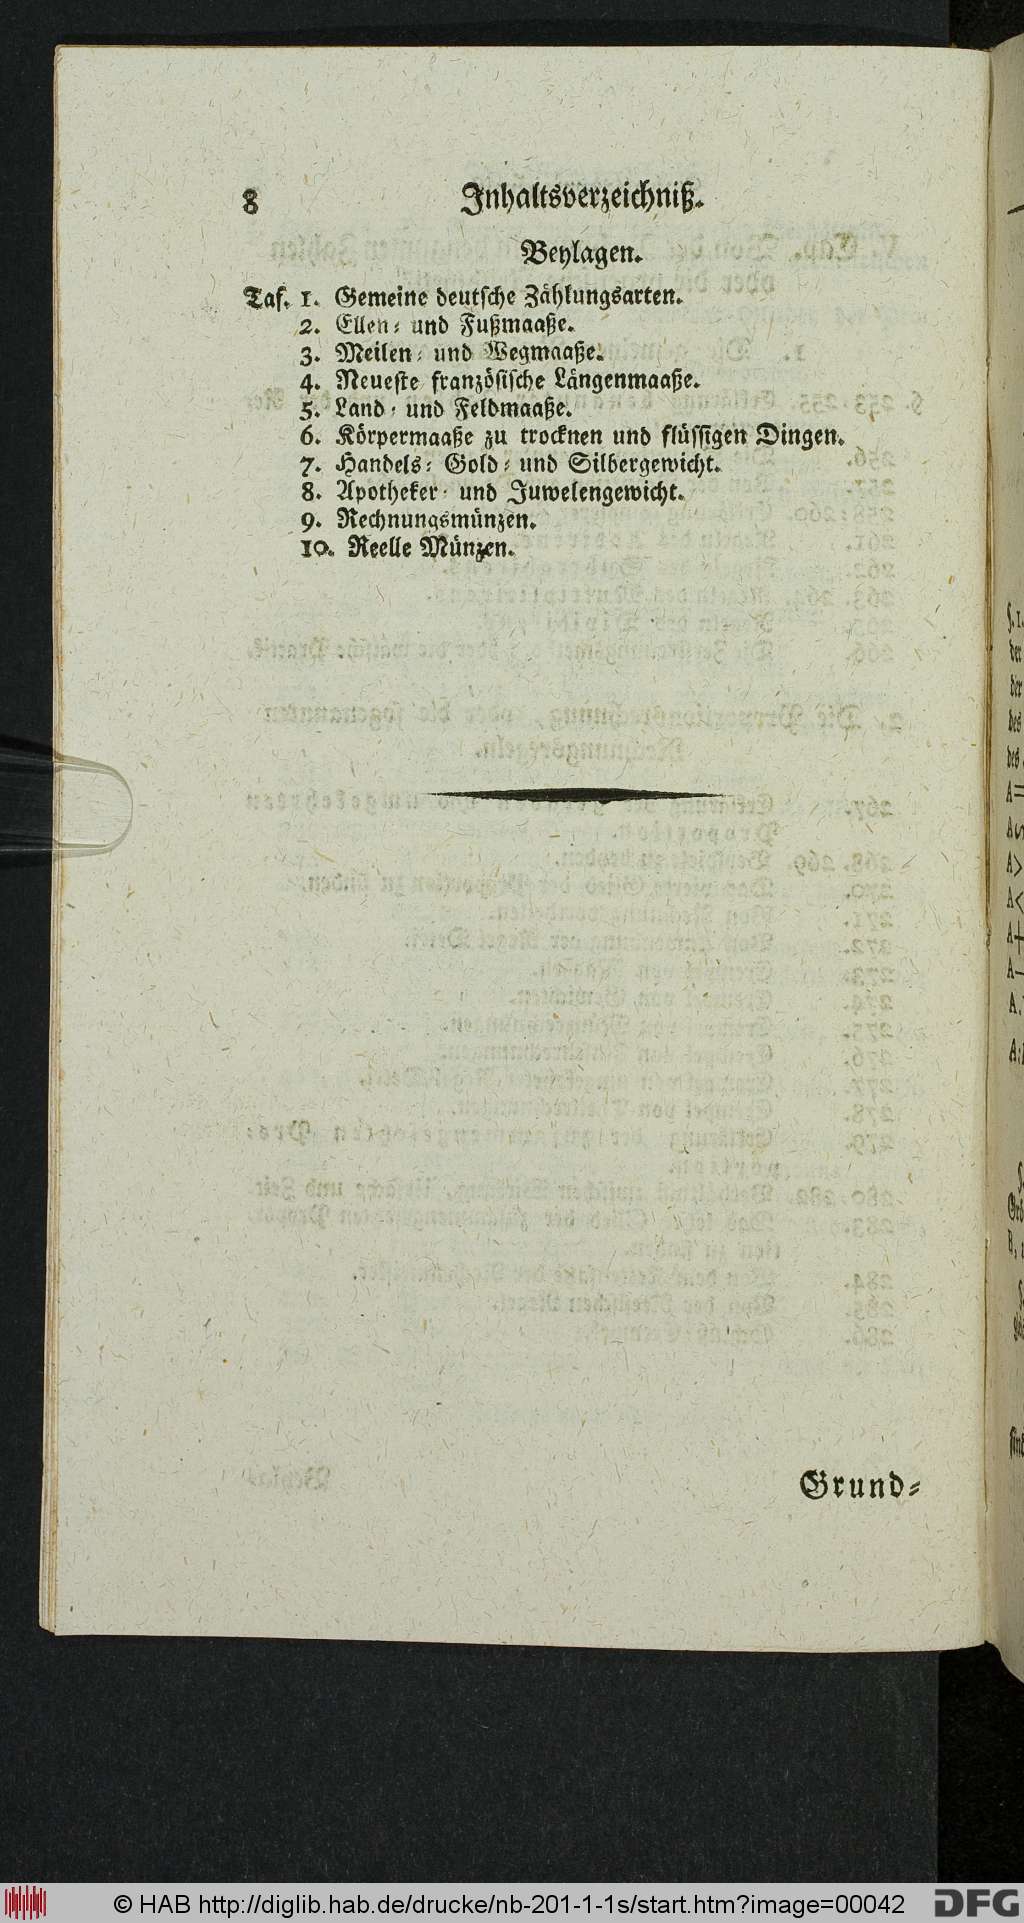 8 Inhaltsverzeichniß.
Beylagen.
Taf. 1. Gemeine deutsche Zählungsarten.
2. Ellen- und Fußmaaße.
3. Meilen- und Wegmaaße.
4. Neueste französische Längenmaaße.
5. Land- und Feldmaaße.
6. Körpermaaße zu trocknen und flüssigen Dingen.
7. Handels- Gold- und Silbergewicht.
8. Apotheker- und Juwelengewicht.
9. Rechnungsmünzen.
10. Reelle Münzen.
Grund-
© HAB http://diglib.hab.de/drucke/nb-201-1-1s/start.htm?image=00042
DFG